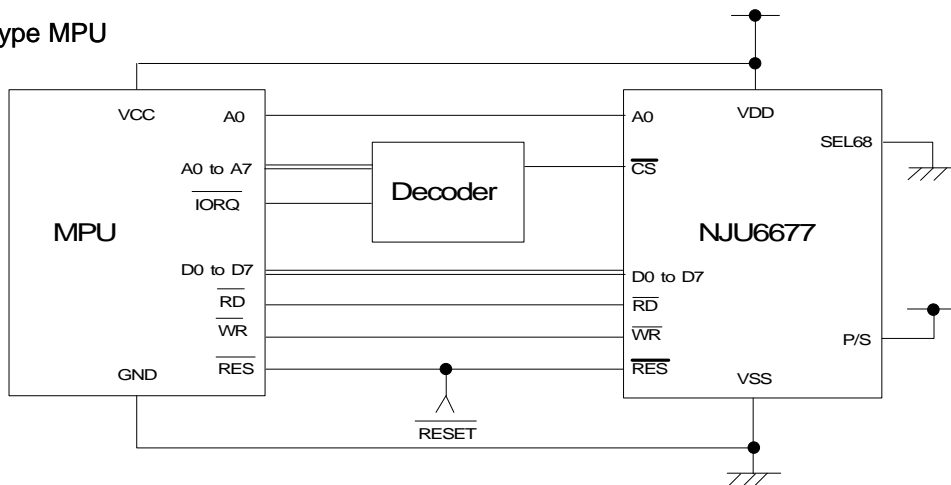 ype MPU
VCC
A0
A0 to A7
IORQ
MPU
D0 to D7
RD
WR
RES
GND
Decoder
RESET
A0
VDD
SEL68
CS
NJU6677
D0 to D7
RD
WR
P/S
RES
VSS